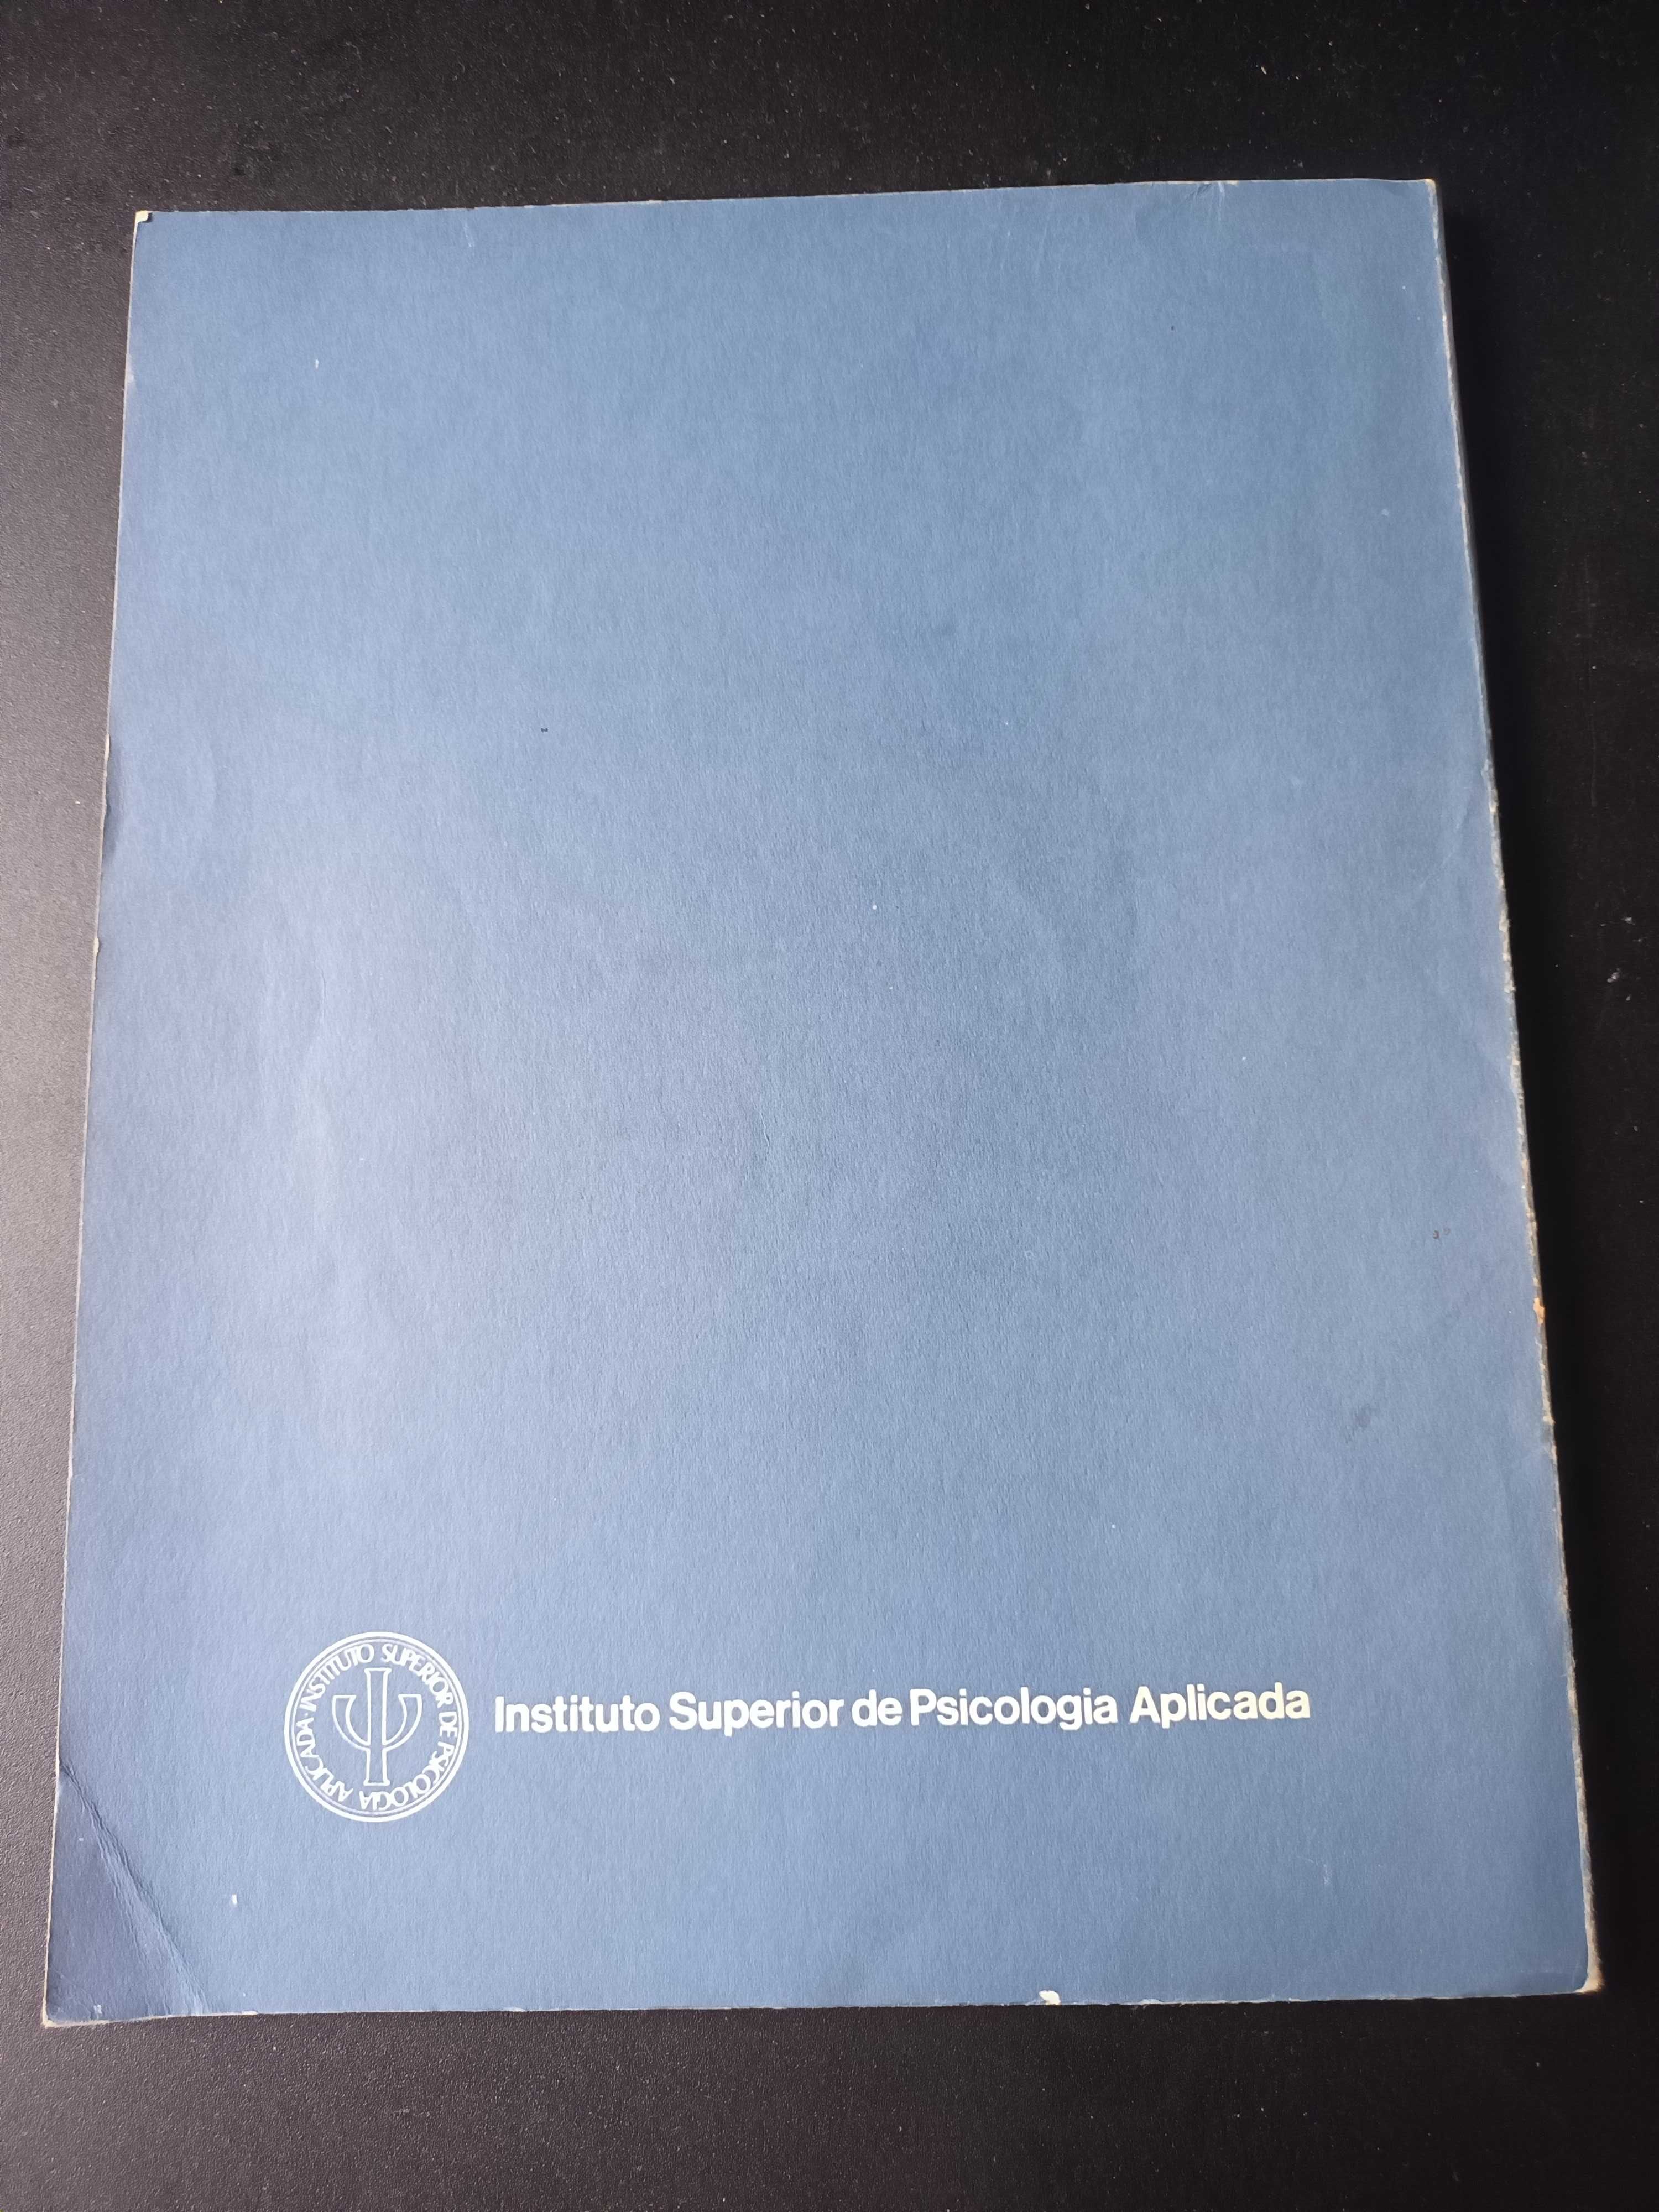 INSTITUTO SUPERIOR DE PSICOLOGIA APLICADA ·
Instituto Superior de Psicologia Aplicada